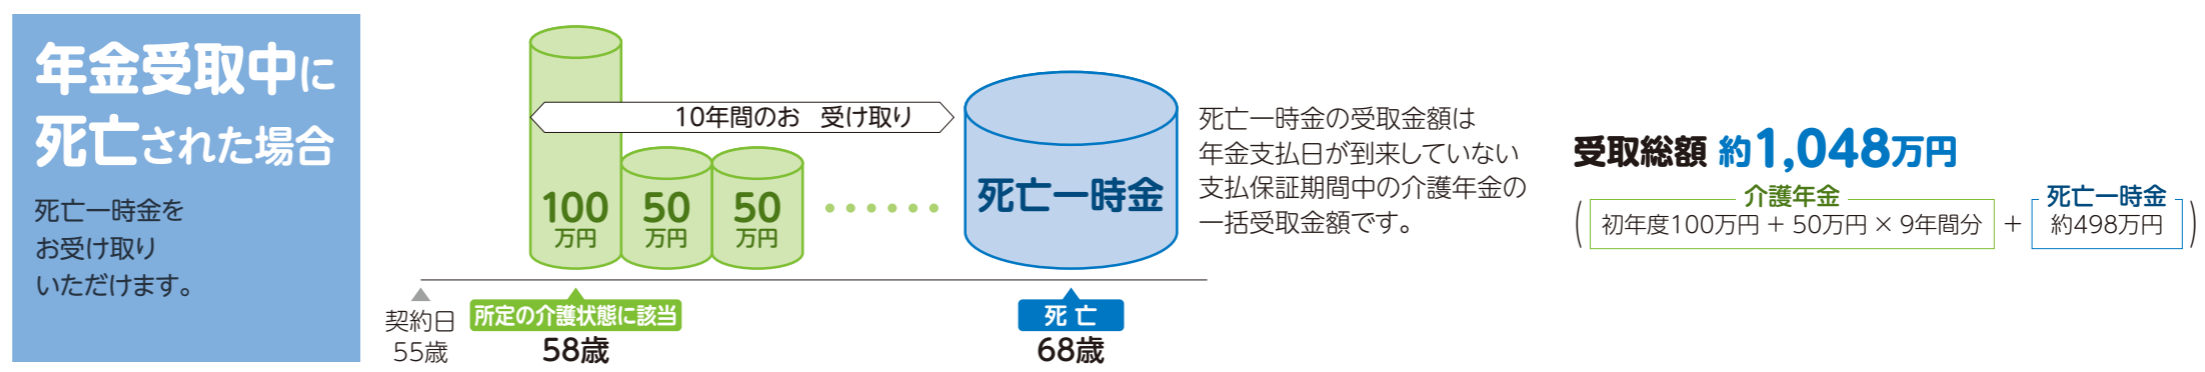 年金受取中に
死亡された場合
死亡一時金を
お受け取り
いただけます。
10年間のお 受け取り
100
万円
50
万円
50
万円
死亡一時金
契約日
55歳
所定の介護状態に該当
58歳
死亡
68歳
死亡一時金の受取金額は
年金支払日が到来していない
支払保証期間中の介護年金の
一括受取金額です。
受取総額 約1,048万円
介護年金
死亡一時金
(初年度100万円 + 50万円 × 9年間分 + 約498万円)